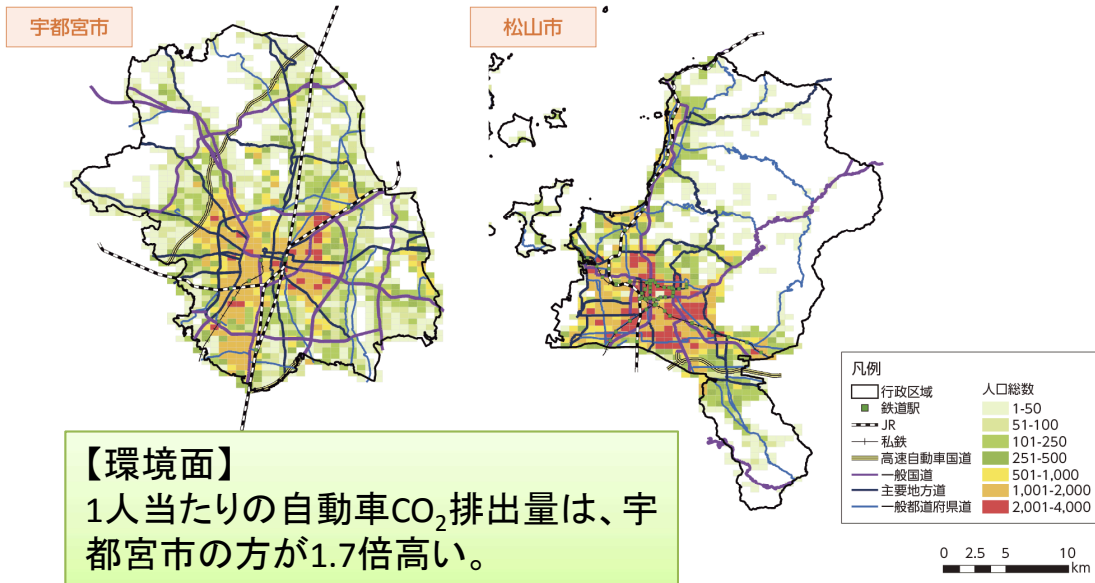 宇都宮市
松山市
【環境面】
1人当たりの自動車CO₂排出量は、宇
都宮市の方が1.7倍高い。
凡例
行政区域
鉄道駅
JR
私鉄
高速自動車国道
一般国道
主要地方道
一般都道府県道
人口総数
1-50
51-100
101-250
251-500
501-1,000
1,001-2,000
2,001-4,000
0 2.5 5 10
km